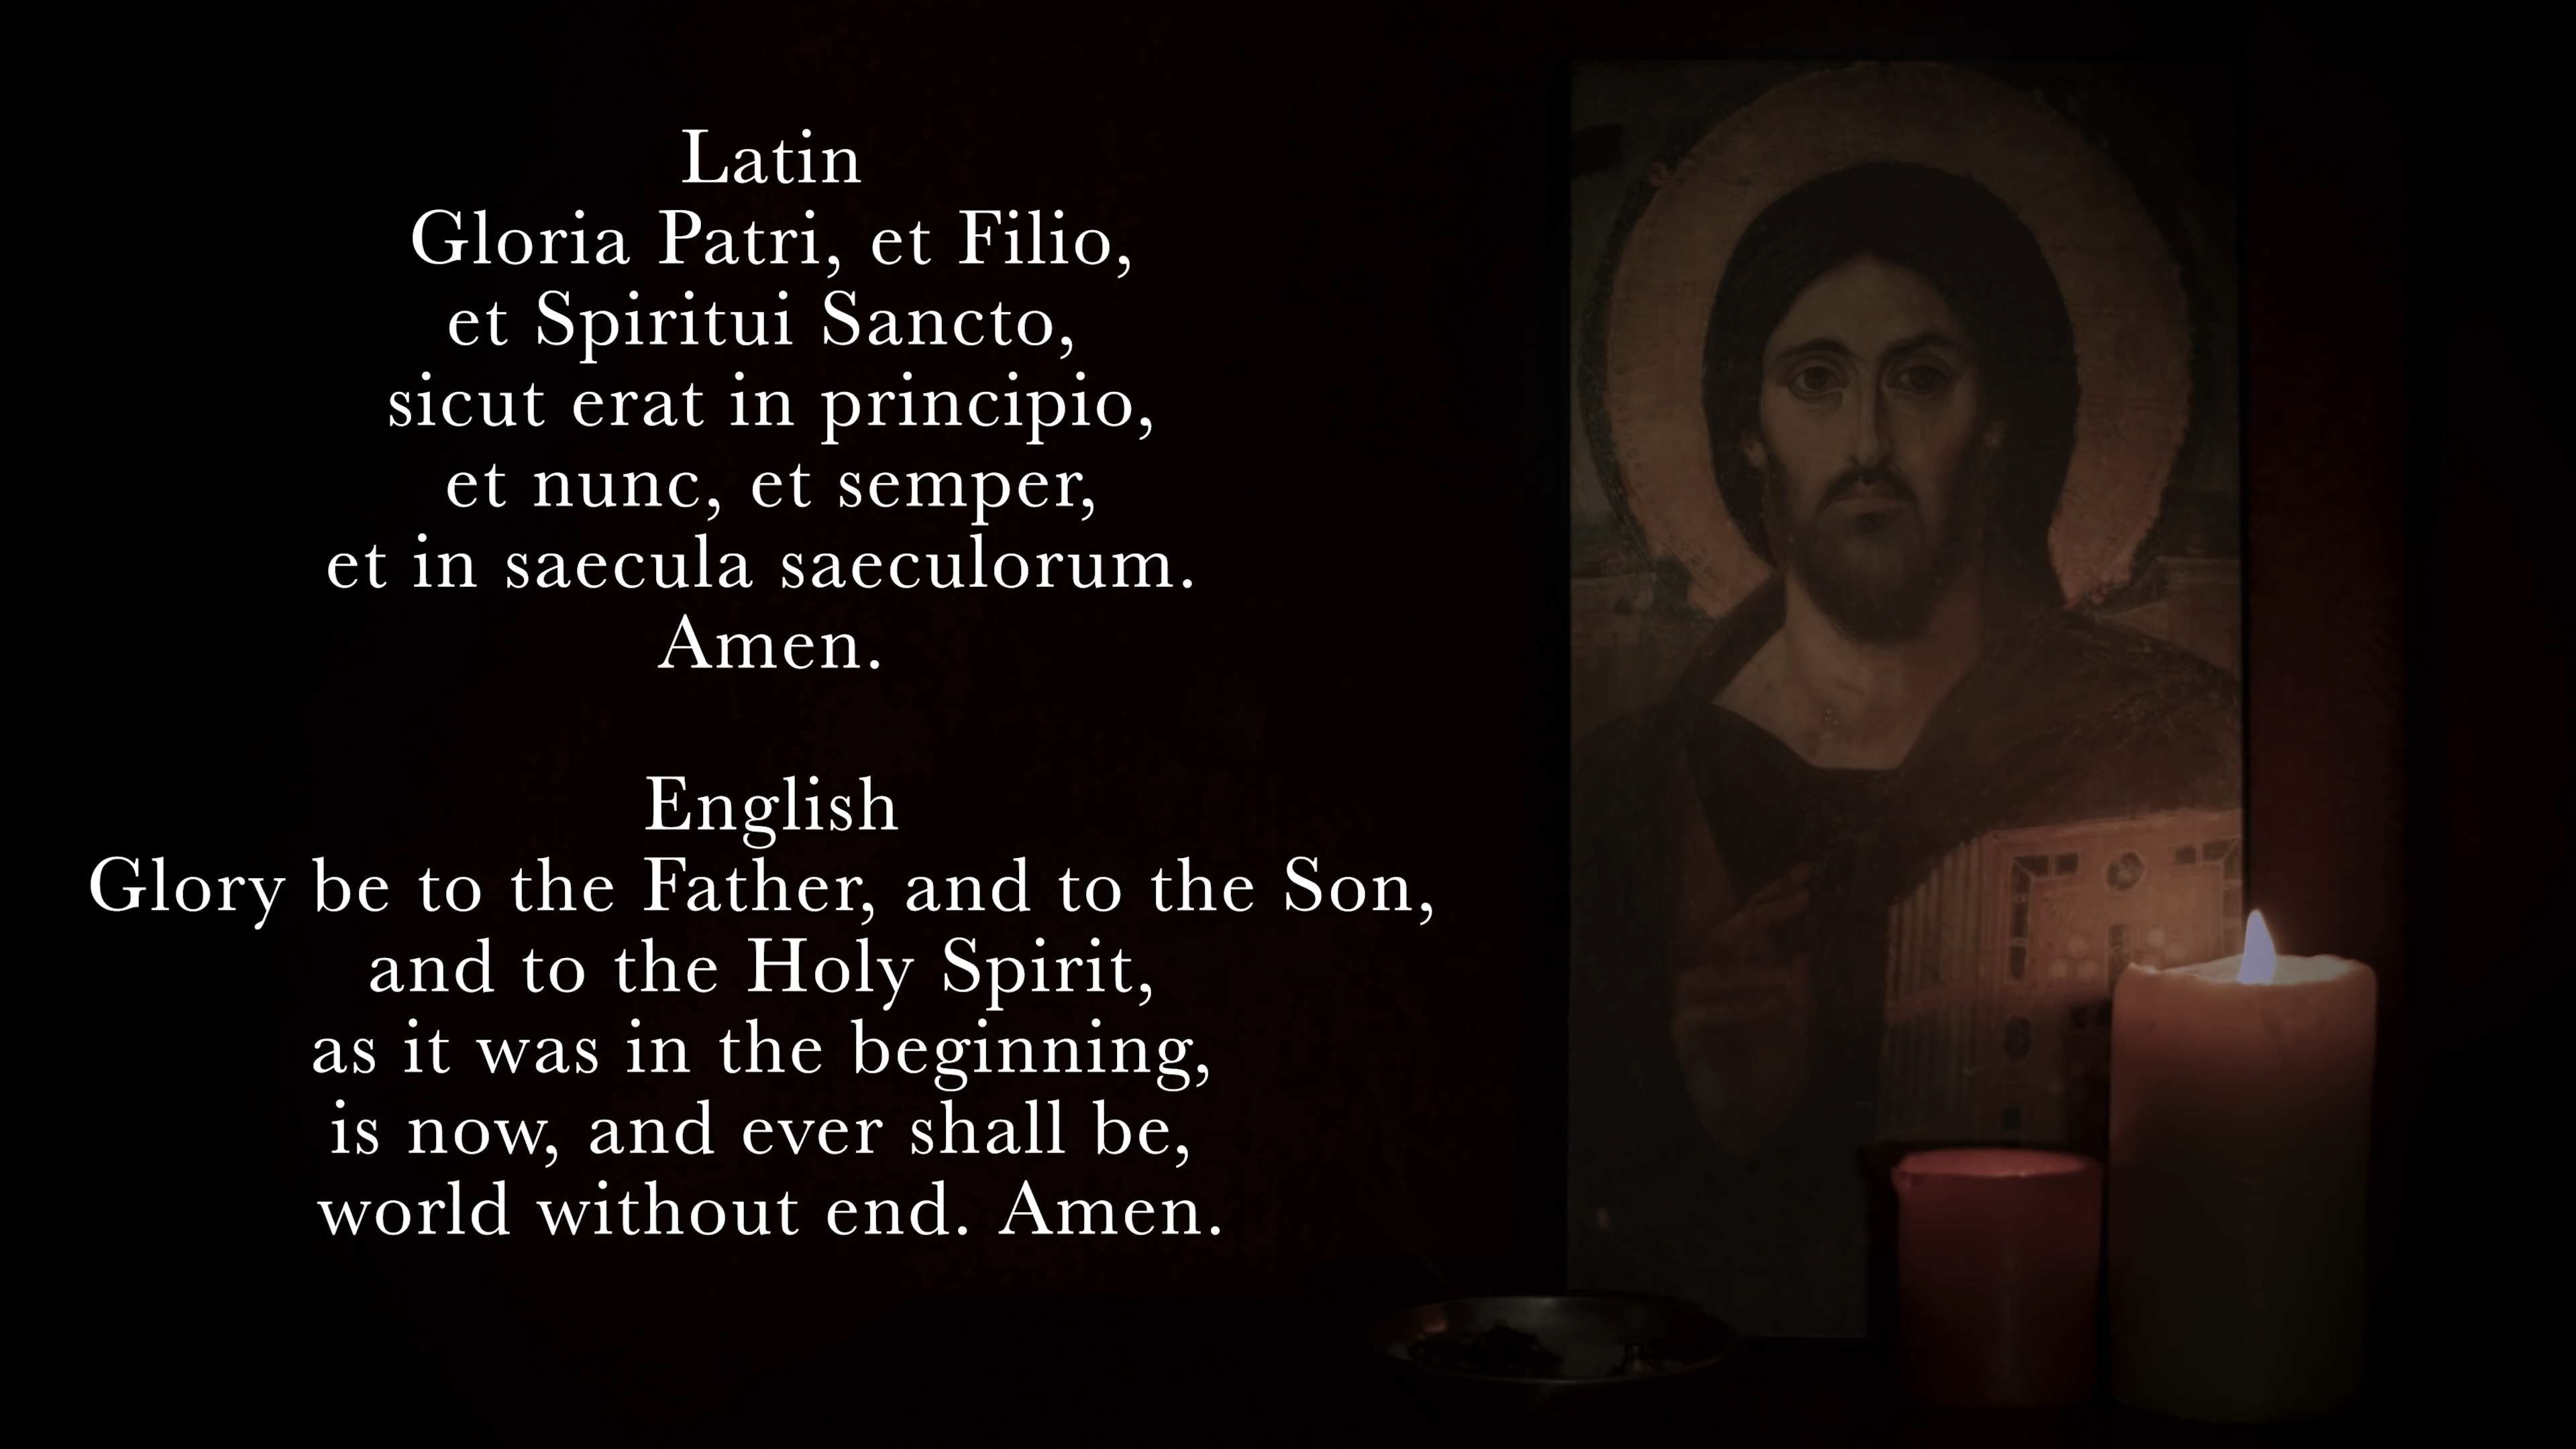 Latin
Gloria Patri, et Filio,
et Spiritui Sancto,
sicut erat in principio,
et nunc, et semper,
et in saecula saeculorum.
Amen.
English
Glory be to the Father, and to the Son,
and to the Holy Spirit,
as it was in the beginning,
is now, and ever shall be,
world without end. Amen.